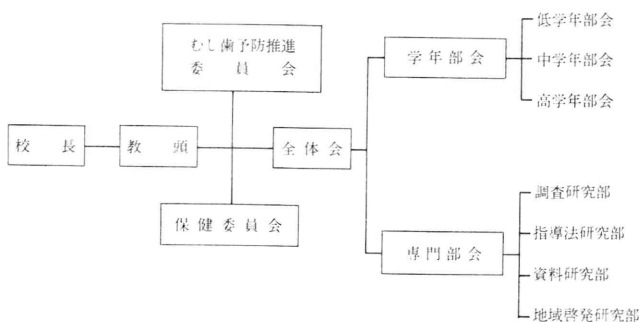 むし歯予防推進
委員会
学年部会
低学年部会
中学年部会
高学年部会
校長
教頭
全体会
保健委員会
専門部会
調査研究部
指導法研究部
資料研究部
地域啓発研究部